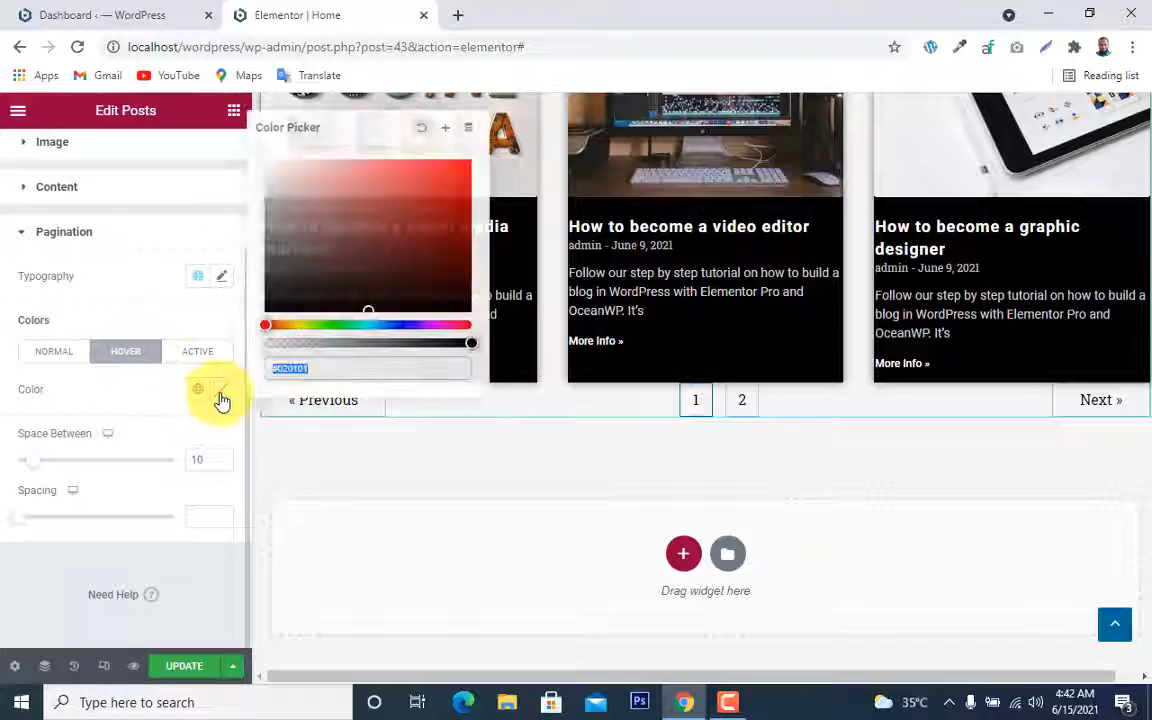 Dashboard ‹ — WordPress
Elementor | Home
localhost/wordpress/wp-admin/post.php?post=43&action=elementor#
Apps
Gmail
YouTube
Maps
Translate
Reading list
Edit Posts
Image
Content
Pagination
Typography
Colors
NORMAL
HOVER
ACTIVE
Color
Space Between
10
Spacing
Need Help ?
UPDATE
Color Picker
#020101
A
dia
build a
d
How to become a video editor
admin - June 9, 2021
Follow our step by step tutorial on how to build a
blog in WordPress with Elementor Pro and
OceanWP. It's
More Info »
How to become a graphic
designer
admin - June 9, 2021
Follow our step by step tutorial on how to build a
blog in WordPress with Elementor Pro and
OceanWP. It's
More Info »
« Previous
1
2
Next »
Drag widget here
Type here to search
Ps
35°C
4:42 AM
6/15/2021
3